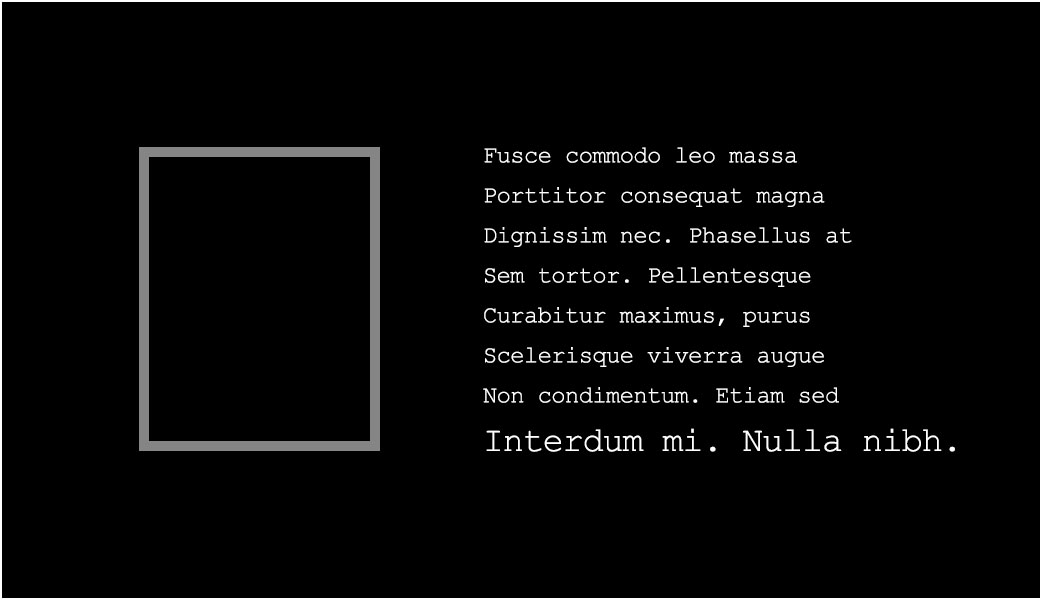 Fusce commodo leo massa
Porttitor consequat magna
Dignissim nec. Phasellus at
Sem tortor. Pellentesque
Curabitur maximus, purus
Scelerisque viverra augue
Non condimentum. Etiam sed
Interdum mi. Nulla nibh.